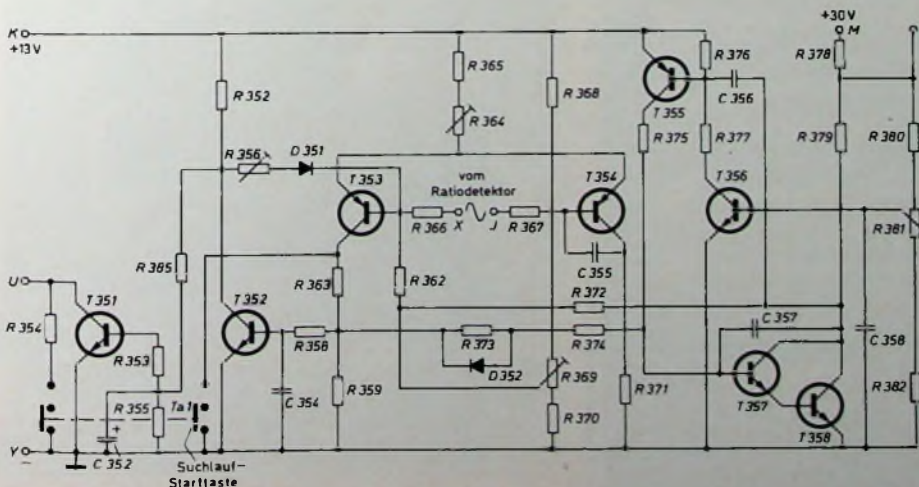 K
+13V
+30V
M
R 365
R 376
R 378
R 352
R 368
C 356
R 364
T 355
R 356
D 351
R 375
R 377
R 379
R 380
T 353
vom
Ratiodetektor
T 354
T 356
R 366
X
J
R 367
R 381
U
R 385
C 355
T 351
R 363
R 362
R 372
T 352
R 354
C 357
R 353
R 358
R 373
R 374
C 358
D 352
R 369
R 359
R 371
R 382
C 354
T 357
R 355
Ta 1
R 370
T 358
Y
–
+
C 352
Suchlauf-
Starttaste